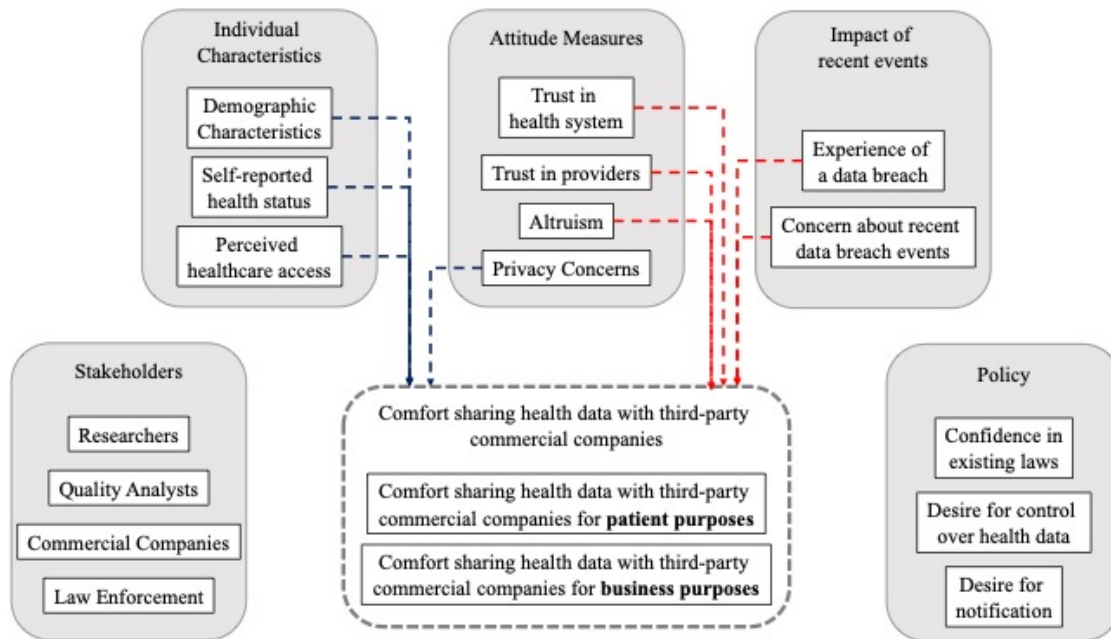 Individual
Characteristics
Demographic
Characteristics
Self-reported
health status
Perceived
healthcare access
Attitude Measures
Trust in
health system
Trust in providers
Altruism
Privacy Concerns
Impact of
recent events
Experience of
a data breach
Concern about recent
data breach events
Stakeholders
Researchers
Quality Analysts
Commercial Companies
Law Enforcement
Comfort sharing health data with third-party
commercial companies
Comfort sharing health data with third-party
commercial companies for patient purposes
Comfort sharing health data with third-party
commercial companies for business purposes
Policy
Confidence in
existing laws
Desire for control
over health data
Desire for
notification